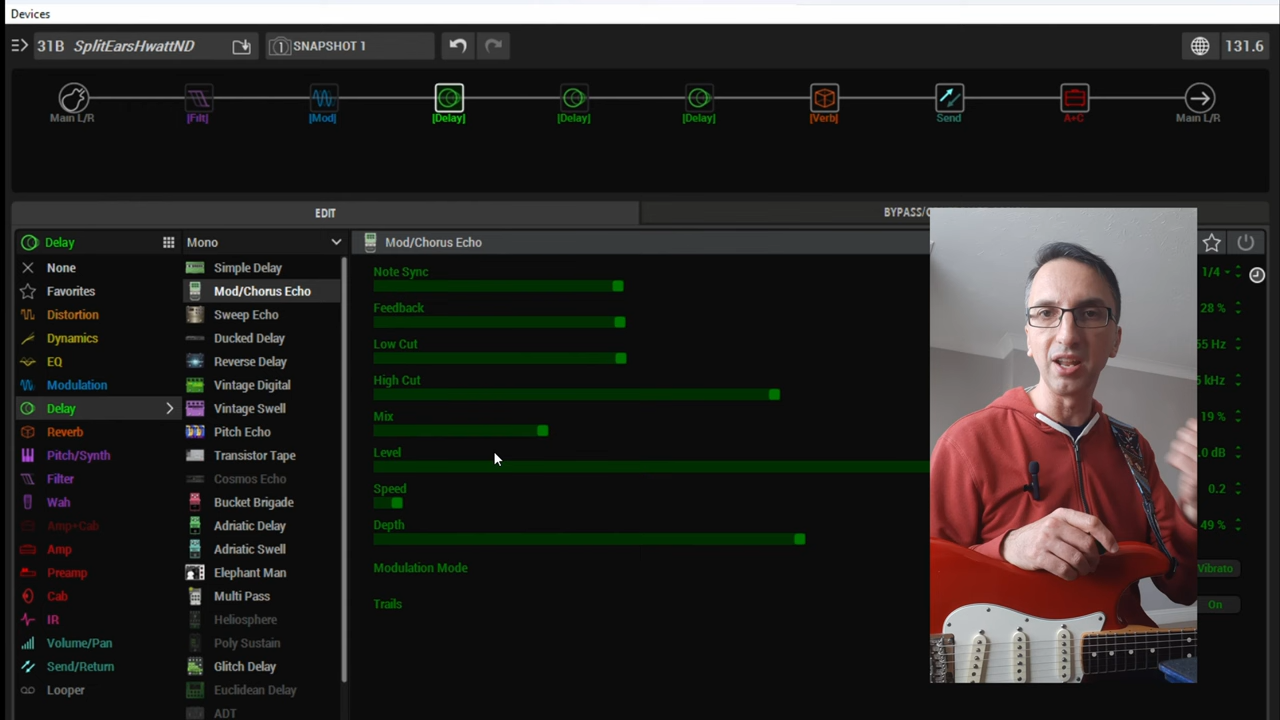 Devices
31B SplitEarsHwattND
1 SNAPSHOT 1
131.6
Main L/R
|Filt|
|Mod|
|Delay|
|Delay|
|Delay|
|Verb|
Send
A+C
Main L/R
EDIT
Delay
Mono
Mod/Chorus Echo
None
Favorites
Distortion
Dynamics
EQ
Modulation
Delay
Reverb
Pitch/Synth
Filter
Wah
Amp+Cab
Amp
Preamp
Cab
IR
Volume/Pan
Send/Return
Looper
Simple Delay
Mod/Chorus Echo
Sweep Echo
Ducked Delay
Reverse Delay
Vintage Digital
Vintage Swell
Pitch Echo
Transistor Tape
Cosmos Echo
Bucket Brigade
Adriatic Delay
Adriatic Swell
Elephant Man
Multi Pass
Heliosphere
Poly Sustain
Glitch Delay
Euclidean Delay
ADT
Note Sync
1/4
Feedback
28 %
Low Cut
Hz
High Cut
kHz
Mix
19 %
Level
dB
Speed
0.2
Depth
49 %
Modulation Mode
Vibrato
Trails
On